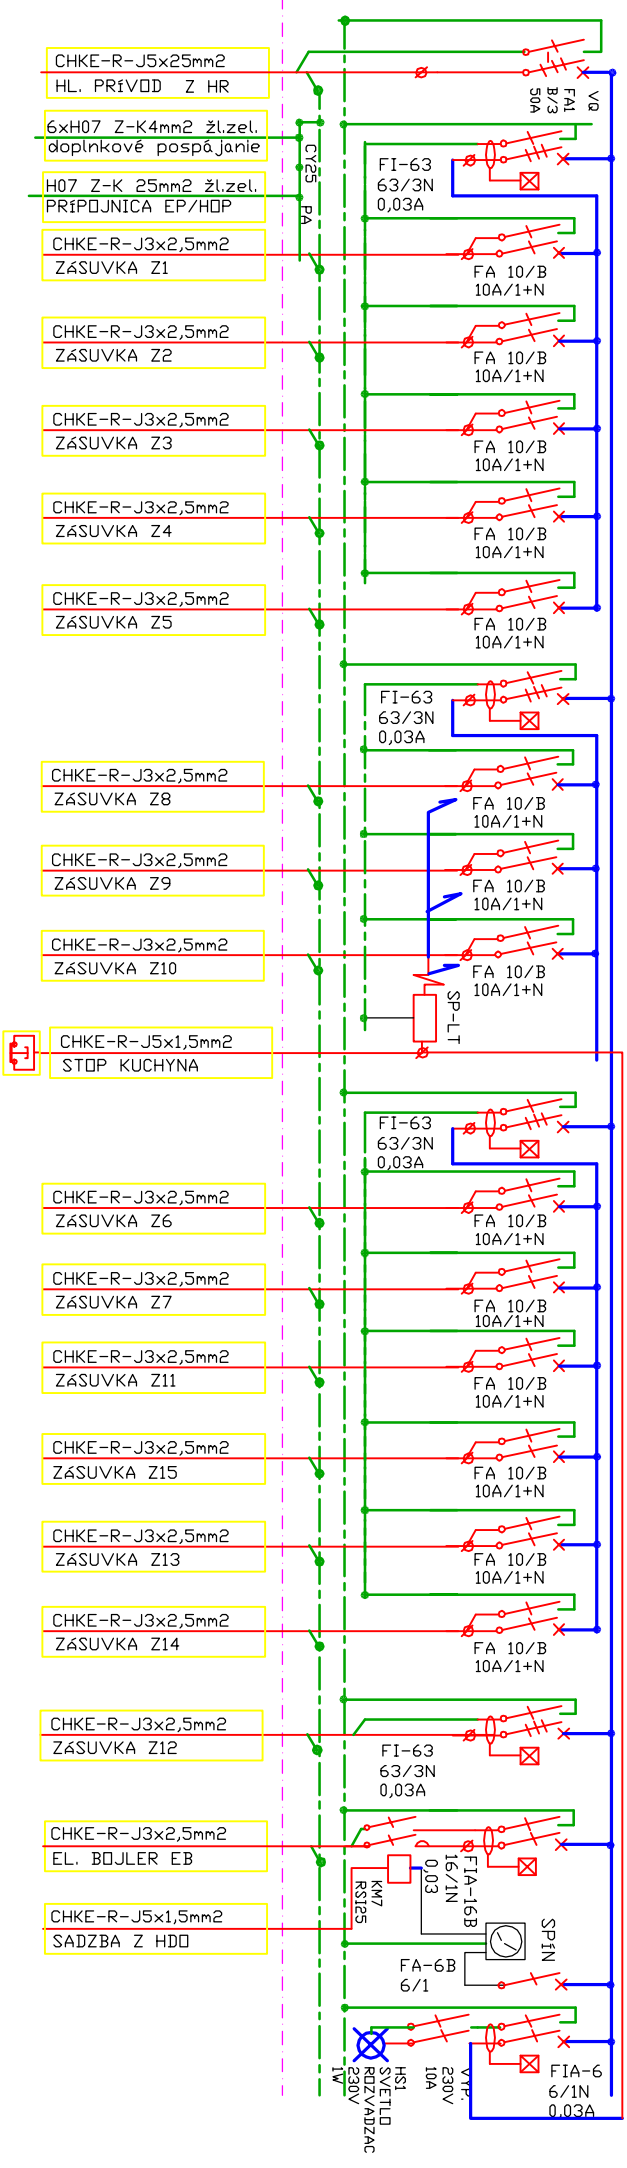 CHKE-R-J5x25mm2
HL. PRíVOD Z HR
VQ
FA1
B/3
50A
6xH07 Z-K4mm2 žl.zel.
doplnkové pospájanie
CY25
FI-63
63/3N
0,03A
H07 Z-K 25mm2 žl.zel.
PRíPOJNICA EP/HOP
PA
CHKE-R-J3x2,5mm2
ZáSUVKA Z1
FA 10/B
10A/1+N
CHKE-R-J3x2,5mm2
ZáSUVKA Z2
FA 10/B
10A/1+N
CHKE-R-J3x2,5mm2
ZáSUVKA Z3
FA 10/B
10A/1+N
CHKE-R-J3x2,5mm2
ZáSUVKA Z4
FA 10/B
10A/1+N
CHKE-R-J3x2,5mm2
ZáSUVKA Z5
FA 10/B
10A/1+N
FI-63
63/3N
0,03A
CHKE-R-J3x2,5mm2
ZáSUVKA Z8
FA 10/B
10A/1+N
CHKE-R-J3x2,5mm2
ZáSUVKA Z9
FA 10/B
10A/1+N
CHKE-R-J3x2,5mm2
ZáSUVKA Z10
FA 10/B
10A/1+N
SP-LT
CHKE-R-J5x1,5mm2
STOP KUCHYNA
FI-63
63/3N
0,03A
CHKE-R-J3x2,5mm2
ZáSUVKA Z6
FA 10/B
10A/1+N
CHKE-R-J3x2,5mm2
ZáSUVKA Z7
FA 10/B
10A/1+N
CHKE-R-J3x2,5mm2
ZáSUVKA Z11
FA 10/B
10A/1+N
CHKE-R-J3x2,5mm2
ZáSUVKA Z15
FA 10/B
10A/1+N
CHKE-R-J3x2,5mm2
ZáSUVKA Z13
FA 10/B
10A/1+N
CHKE-R-J3x2,5mm2
ZáSUVKA Z14
FA 10/B
10A/1+N
CHKE-R-J3x2,5mm2
ZáSUVKA Z12
FI-63
63/3N
0,03A
CHKE-R-J3x2,5mm2
EL. BOJLER EB
FIA-16B
16/1N
0,03
KM7
RSI25
CHKE-R-J5x1,5mm2
SADZBA Z HDO
SPíN
FA-6B
6/1
FIA-6
6/1N
0.03A
VYP.
230V
10A
HS1
SVETLO
ROZVADZAC
230V
1W